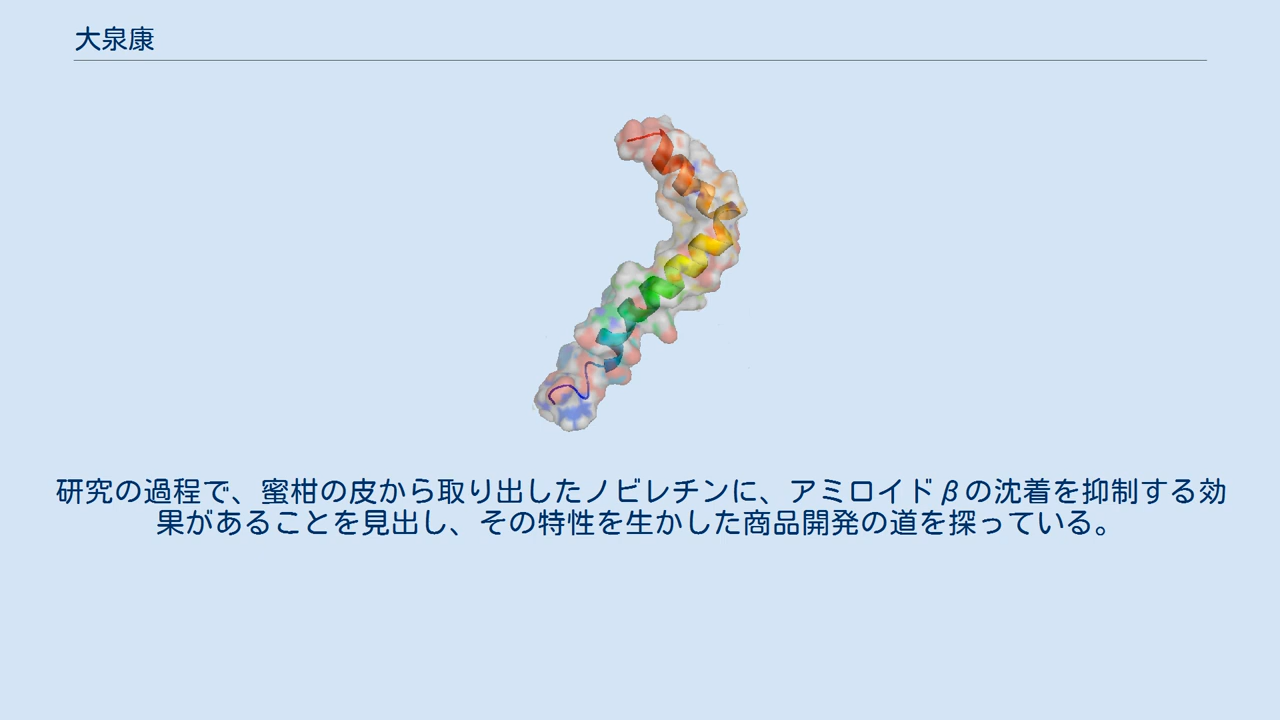 大泉康
研究の過程で、蜜柑の皮から取り出したノビレチンに、アミロイドβの沈着を抑制する効
果があることを見出し、その特性を生かした商品開発の道を探っている。